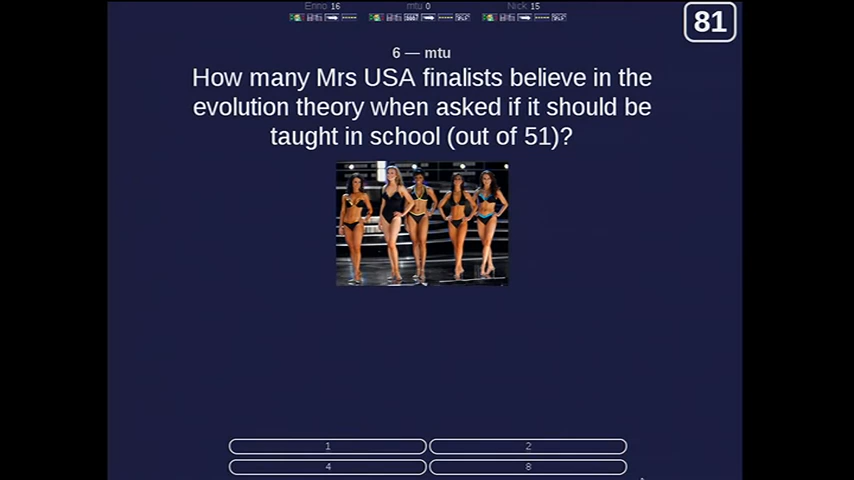 Enno 16
mtu 0
Nick 15
81
6 — mtu
How many Mrs USA finalists believe in the
evolution theory when asked if it should be
taught in school (out of 51)?
1
2
4
8